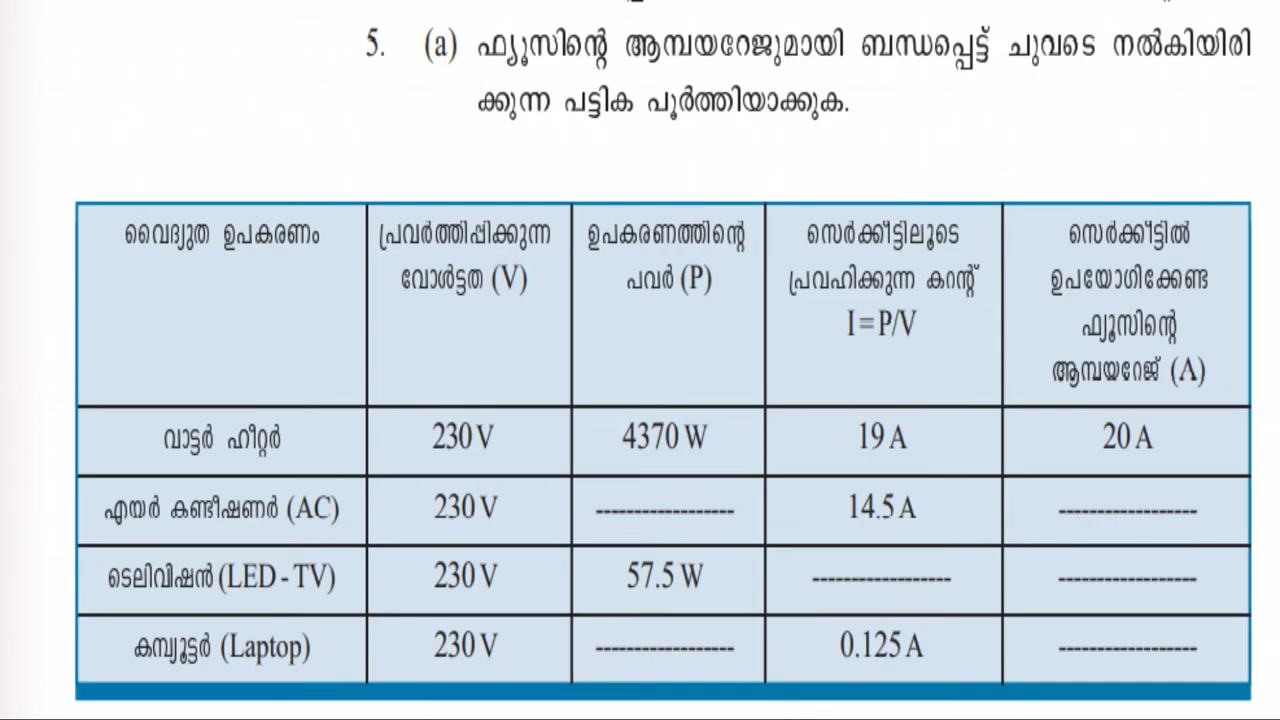 5. (a) ഫ്യൂസിന്റെ ആമ്പയറേജുമായി ബന്ധപ്പെട്ട് ചുവടെ നൽകിയിരി
ക്കുന്ന പട്ടിക പൂർത്തിയാക്കുക.
വൈദ്യുത ഉപകരണം
പ്രവർത്തിപ്പിക്കുന്ന
വോൾട്ടത (V)
ഉപകരണത്തിന്റെ
പവർ (P)
സെർക്കീട്ടിലൂടെ
പ്രവഹിക്കുന്ന കറന്റ്
I = P/V
സെർക്കീട്ടിൽ
ഉപയോഗിക്കേണ്ട
ഫ്യൂസിന്റെ
ആമ്പയറേജ് (A)
വാട്ടർ ഹീറ്റർ 230 V 4370 W 19 A 20 A
എയർ കണ്ടീഷണർ (AC) 230 V ------------------ 14.5 A ------------------
ടെലിവിഷൻ (LED - TV) 230 V 57.5 W ------------------ ------------------
കമ്പ്യൂട്ടർ (Laptop) 230 V ------------------ 0.125 A ------------------